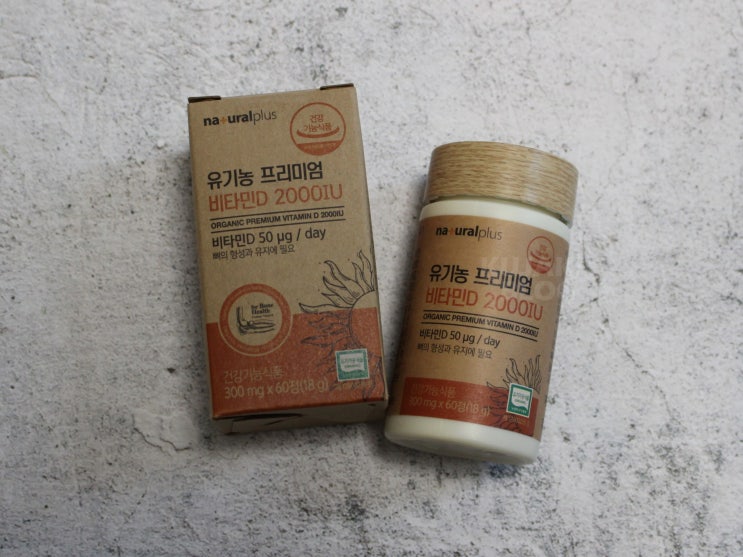 naturalplus
건강
기능식품
유기농 프리미엄
비타민D 2000IU
ORGANIC PREMIUM VITAMIN D 2000IU
비타민D 50 μg / day
뼈의 형성과 유지에 필요
for Bone
Health
건강기능식품
300 mg x 60정(18 g)
naturalplus
유기농 프리미엄
비타민D 2000IU
ORGANIC PREMIUM VITAMIN D 2000IU
비타민D 50 μg / day
뼈의 형성과 유지에 필요
건강기능식품
300 mg x 60정(18 g)